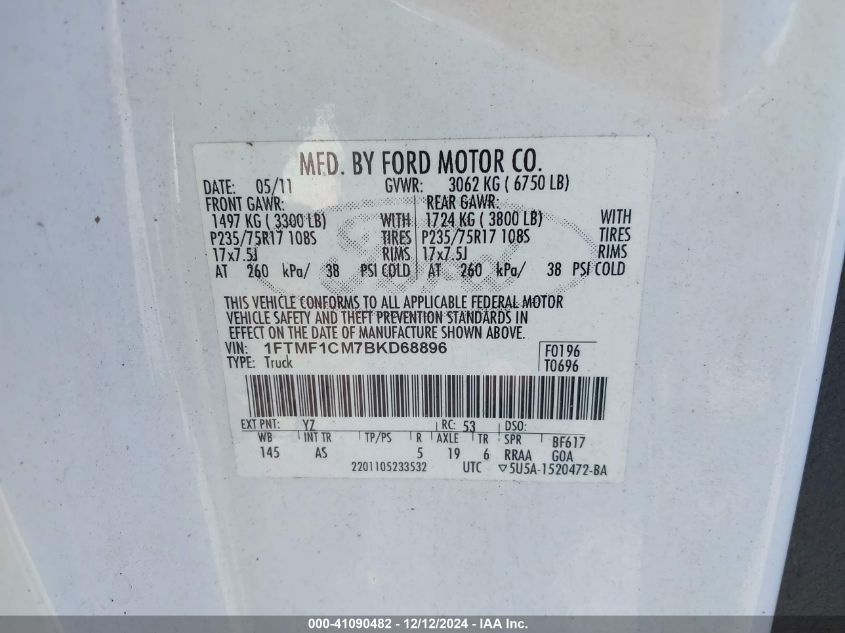 MFD. BY FORD MOTOR CO.
DATE: 05/11 GVWR: 3062 KG ( 6750 LB)
FRONT GAWR: REAR GAWR:
1497 KG ( 3300 LB) WITH 1724 KG ( 3800 LB) WITH
P235/75R17 108S TIRES P235/75R17 108S TIRES
17x7.5J RIMS 17x7.5J RIMS
AT 260 kPa/ 38 PSI COLD AT 260 kPa/ 38 PSI COLD
THIS VEHICLE CONFORMS TO ALL APPLICABLE FEDERAL MOTOR
VEHICLE SAFETY AND THEFT PREVENTION STANDARDS IN
EFFECT ON THE DATE OF MANUFACTURE SHOWN ABOVE.
VIN: 1FTMF1CM7BKD68896 F0196
TYPE: Truck T0696
EXT PNT: YZ RC: 53 DSO:
WB INT TR TP/PS R AXLE TR SPR BF617
145 AS 5 19 6 RRAA GOA
2201105233532 UTC ▽5U5A-1520472-BA
Ford
000-41090482 - 12/12/2024 - IAA Inc.